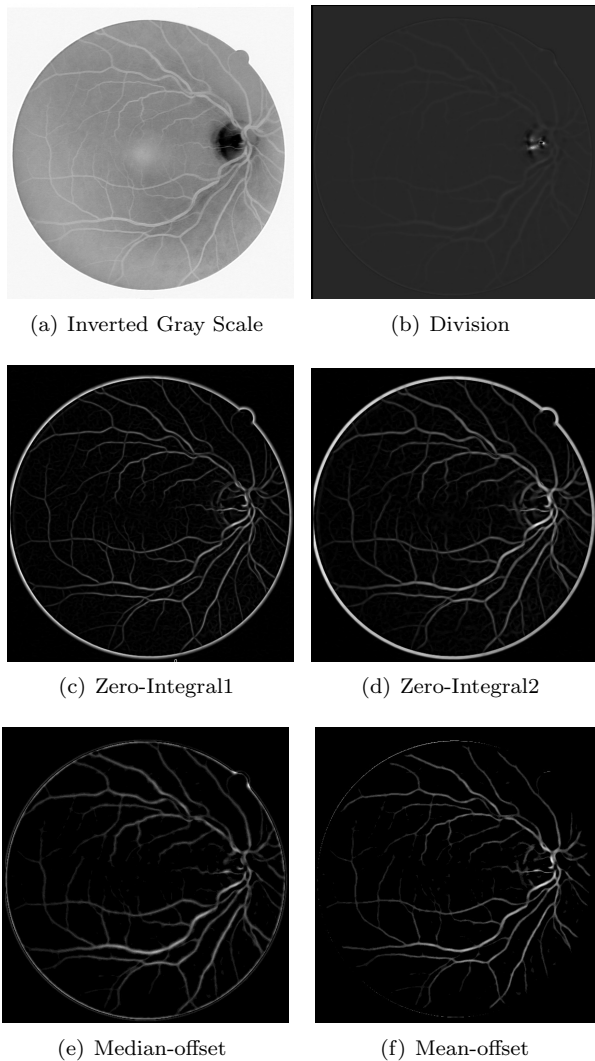 (a) Inverted Gray Scale
(b) Division
(c) Zero-Integral1
(d) Zero-Integral2
(e) Median-offset
(f) Mean-offset